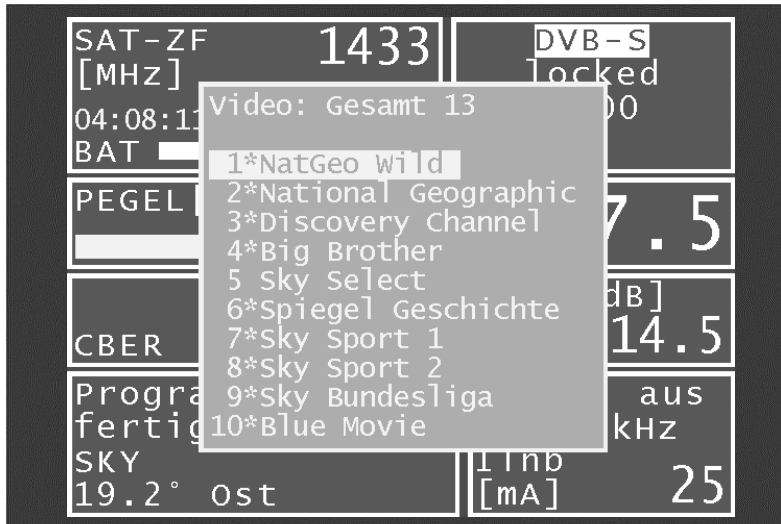 SAT-ZF 1433
[MHz]
04:08:11
BAT
DVB-S
locked
Video: Gesamt 13
1*NatGeo Wild
2*National Geographic
3*Discovery Channel
4*Big Brother
5 Sky Select
6*Spiegel Geschichte
7*Sky Sport 1
8*Sky Sport 2
9*Sky Bundesliga
10*Blue Movie
PEGEL
7.5
dB]
CBER
14.5
Progra
fertig
SKY
19.2° Ost
aus
kHz
[mA] 25